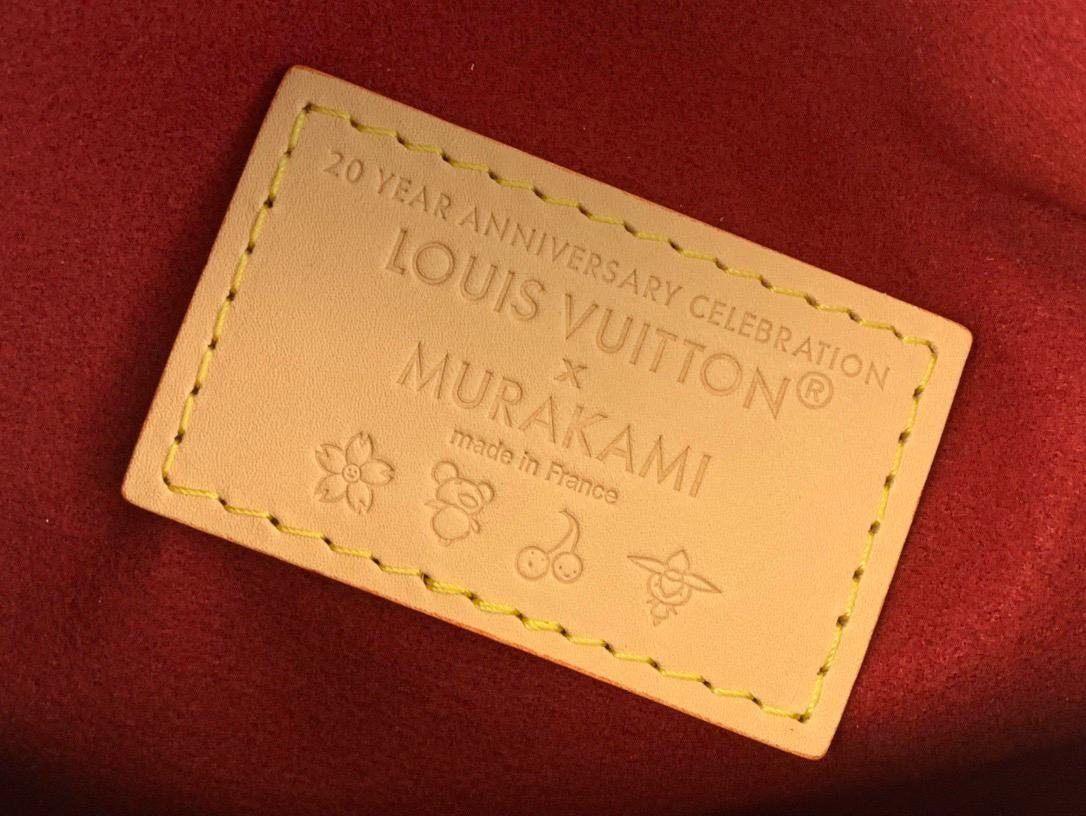 20 YEAR ANNIVERSARY CELEBRATION
LOUIS VUITTON®
x
MURAKAMI
made in France